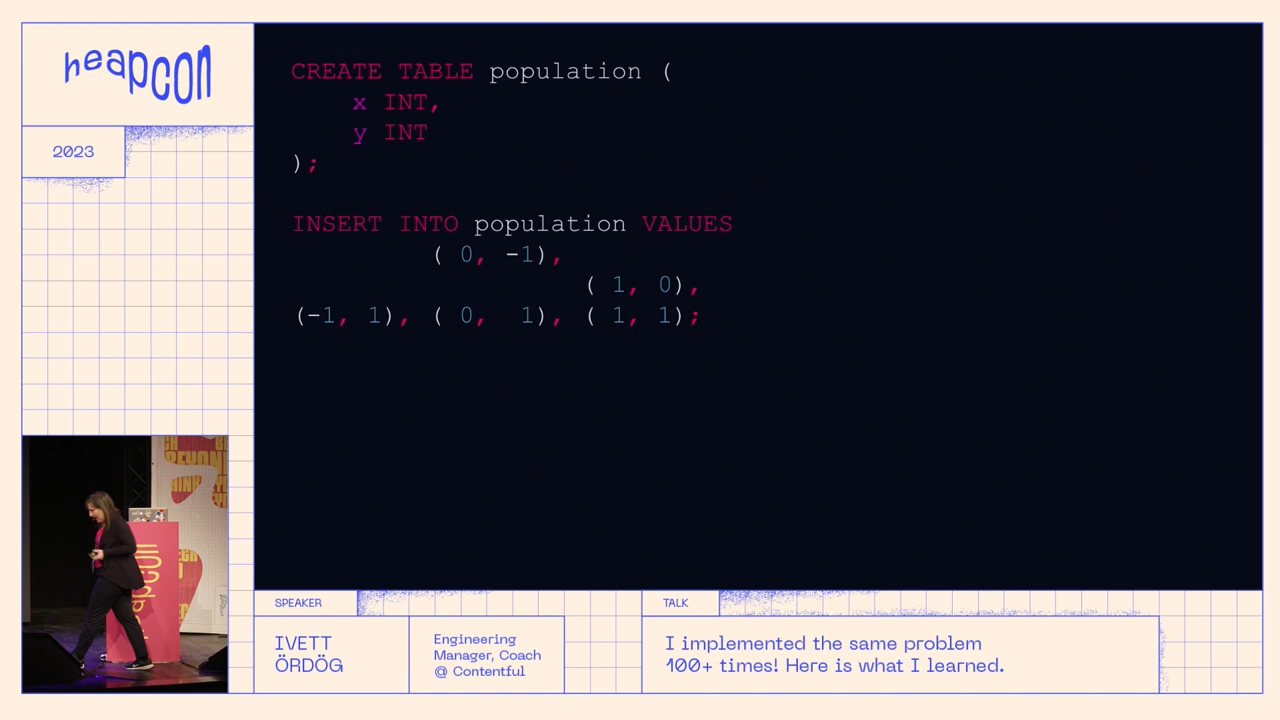 heapcon
2023
CREATE TABLE population (
    x INT,
    y INT
);
INSERT INTO population VALUES
( 0, -1),
( 1, 0),
(-1, 1), ( 0,  1), ( 1, 1);
heapcon
SPEAKER
IVETT
ÖRDÖG
Engineering
Manager, Coach
@ Contentful
TALK
I implemented the same problem
100+ times! Here is what I learned.